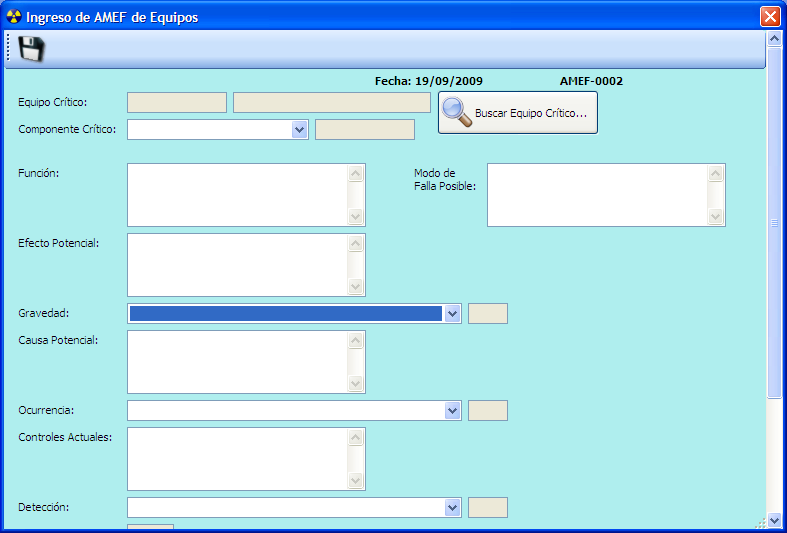 Ingreso de AMEF de Equipos
Fecha: 19/09/2009 AMEF-0002
Equipo Crítico:
Buscar Equipo Crítico...
Componente Crítico:
Función:
Modo de
Falla Posible:
Efecto Potencial:
Gravedad:
Causa Potencial:
Ocurrencia:
Controles Actuales:
Detección: